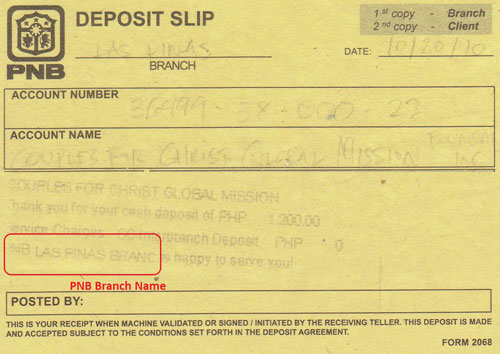 PNB
DEPOSIT SLIP
1st copy - Branch
2nd copy - Client
LAS PINAS
BRANCH
DATE: 10/20/10
ACCOUNT NUMBER
ACCOUNT NAME
COUPLES FOR CHRIST GLOBAL MISSION
INC
COUPLES FOR CHRIST GLOBAL MISSION
hank you for your cash deposit of PHP 1,200.00
ervice Charge Interbranch Deposit PHP 0
NB LAS PINAS BRANC is happy to serve you!
PNB Branch Name
POSTED BY:
THIS IS YOUR RECEIPT WHEN MACHINE VALIDATED OR SIGNED / INITIATED BY THE RECEIVING TELLER. THIS DEPOSIT IS MADE
AND ACCEPTED SUBJECT TO THE CONDITIONS SET FORTH IN THE DEPOSIT AGREEMENT.
FORM 2068